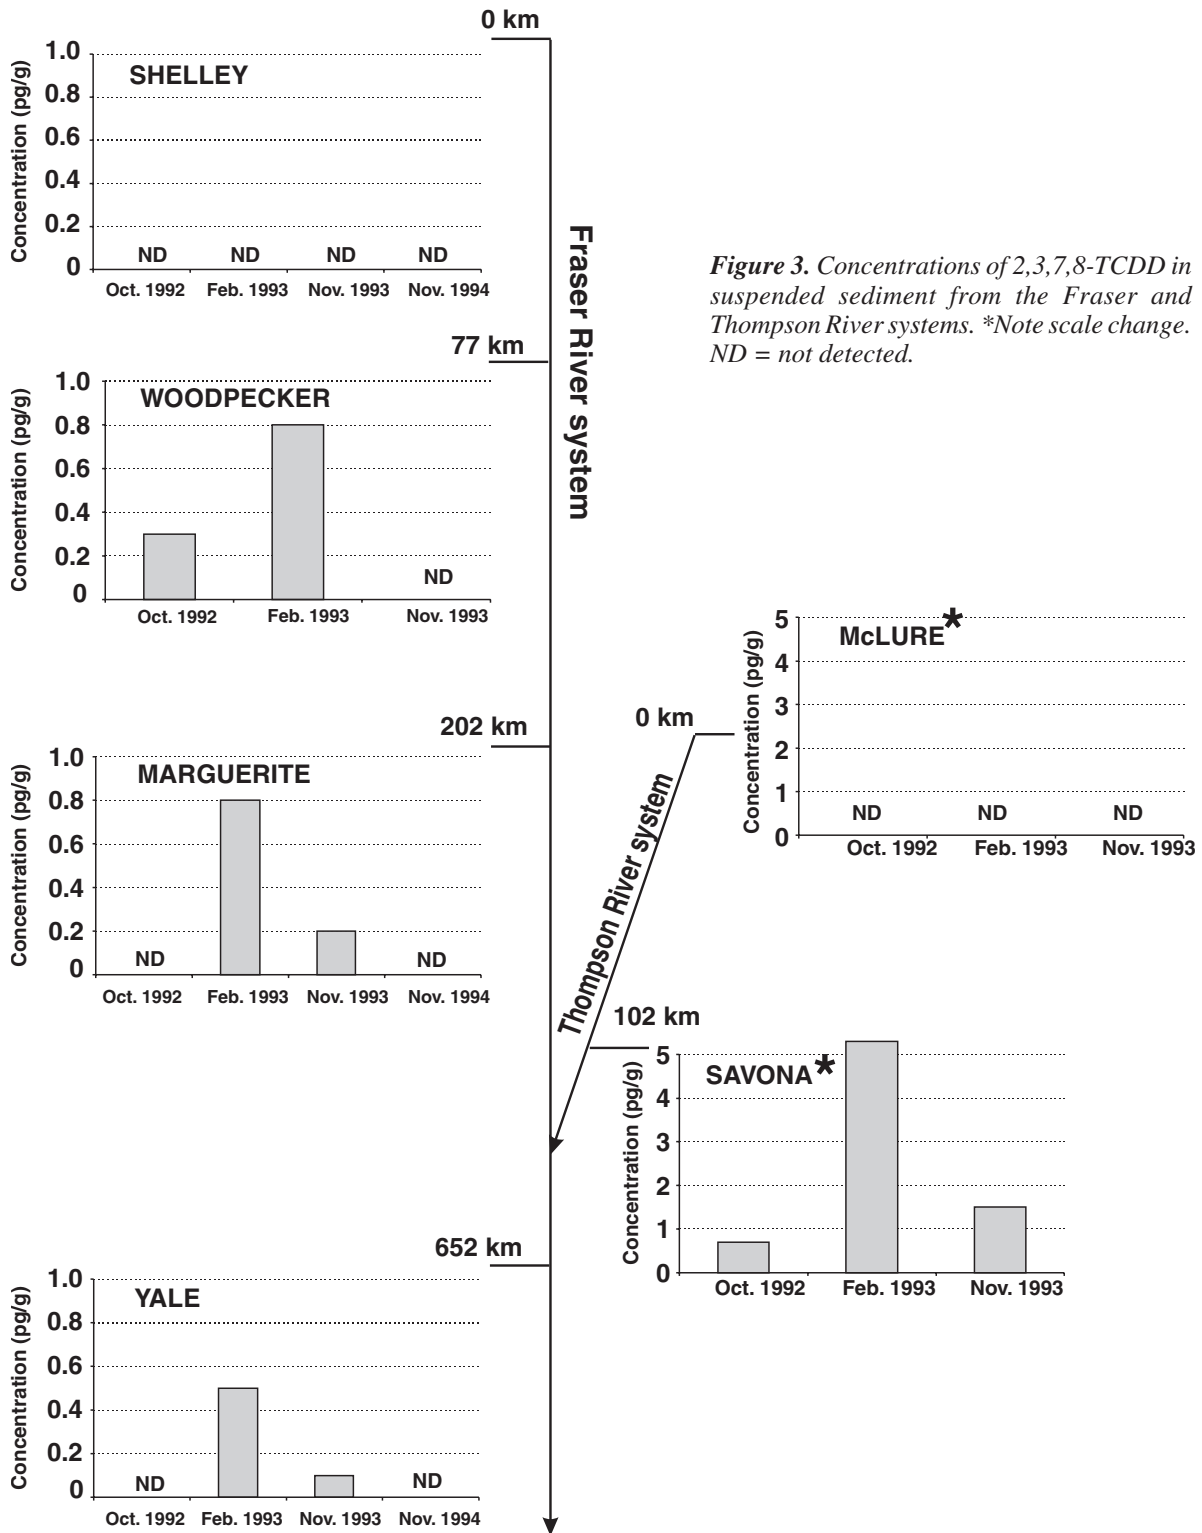 0 km
Concentration (pg/g)
1.0
0.8
0.6
0.4
0.2
0
SHELLEY
ND ND ND ND
Oct. 1992 Feb. 1993 Nov. 1993 Nov. 1994
Fraser River system
Figure 3. Concentrations of 2,3,7,8-TCDD in
suspended sediment from the Fraser and
Thompson River systems. *Note scale change.
ND = not detected.
77 km
Concentration (pg/g)
1.0
0.8
0.6
0.4
0.2
0
WOODPECKER
ND
Oct. 1992 Feb. 1993 Nov. 1993
202 km
Concentration (pg/g)
1.0
0.8
0.6
0.4
0.2
0
MARGUERITE
ND ND
Oct. 1992 Feb. 1993 Nov. 1993 Nov. 1994
0 km
Thompson River system
Concentration (pg/g)
5
4
3
2
1
0
McLURE*
ND ND ND
Oct. 1992 Feb. 1993 Nov. 1993
102 km
Concentration (pg/g)
5
4
3
2
1
0
SAVONA*
Oct. 1992 Feb. 1993 Nov. 1993
652 km
Concentration (pg/g)
1.0
0.8
0.6
0.4
0.2
0
YALE
ND ND
Oct. 1992 Feb. 1993 Nov. 1993 Nov. 1994